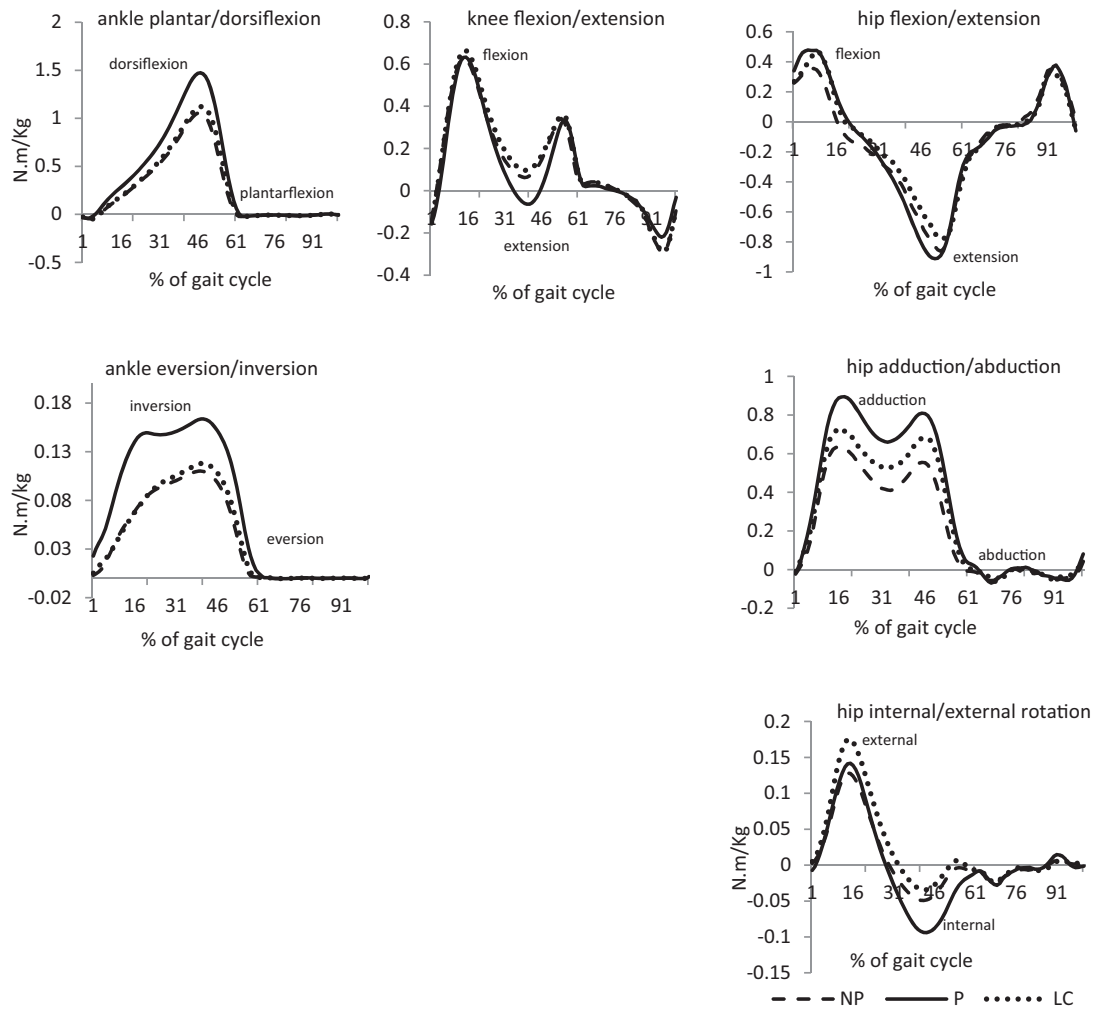 ankle plantar/dorsiflexion
2
1.5
1
0.5
0
-0.5
N.m/Kg
dorsiflexion
plantarflexion
1 16 31 46 61 76 91
% of gait cycle
knee flexion/extension
0.8
0.6
0.4
0.2
0
-0.2
-0.4
flexion
extension
1 16 31 46 61 76 91
% of gait cycle
hip flexion/extension
0.6
0.4
0.2
0
-0.2
-0.4
-0.6
-0.8
-1
flexion
extension
1 16 31 46 61 76 91
% of gait cycle
ankle eversion/inversion
0.18
0.13
0.08
0.03
-0.02
N.m/kg
inversion
eversion
1 16 31 46 61 76 91
% of gait cycle
hip adduction/abduction
1
0.8
0.6
0.4
0.2
0
-0.2
adduction
abduction
1 16 31 46 61 76 91
% of gait cycle
hip internal/external rotation
0.2
0.15
0.1
0.05
0
-0.05
-0.1
-0.15
N.m/Kg
external
internal
1 16 31 46 61 76 91
% of gait cycle
NP P LC